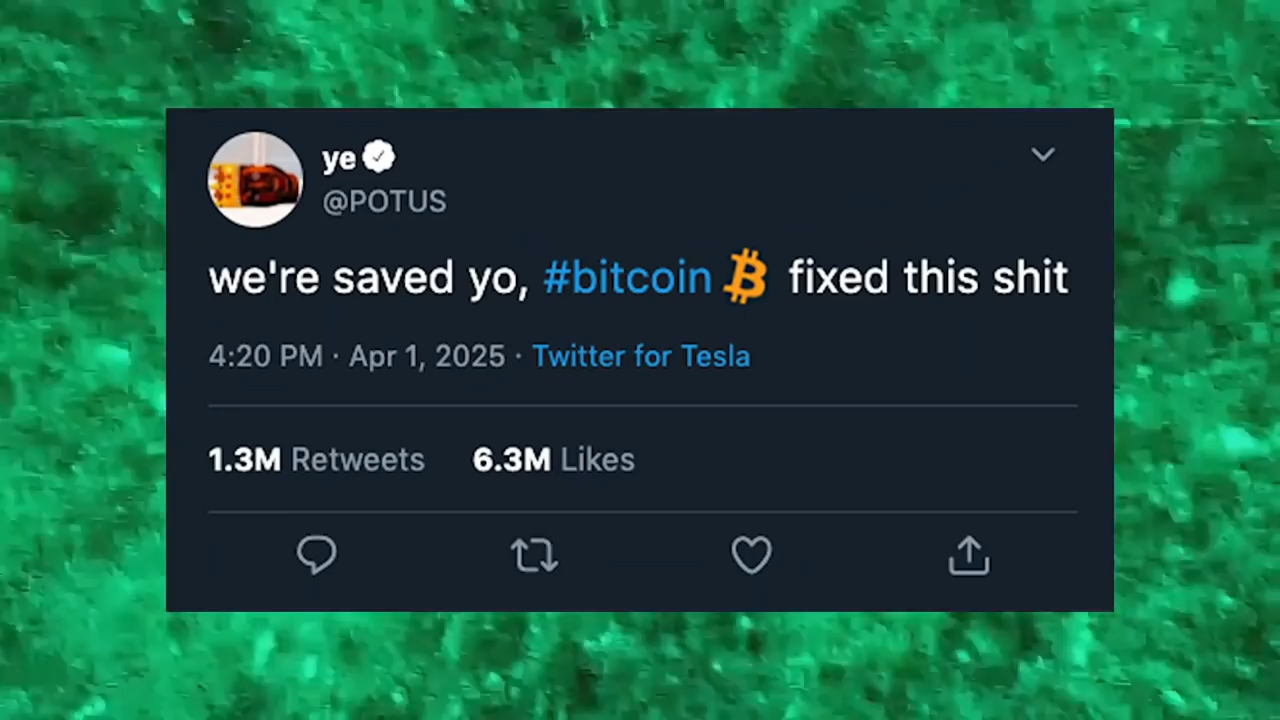 ye
@POTUS
we're saved yo, #bitcoin fixed this shit
4:20 PM · Apr 1, 2025 · Twitter for Tesla
1.3M Retweets 6.3M Likes